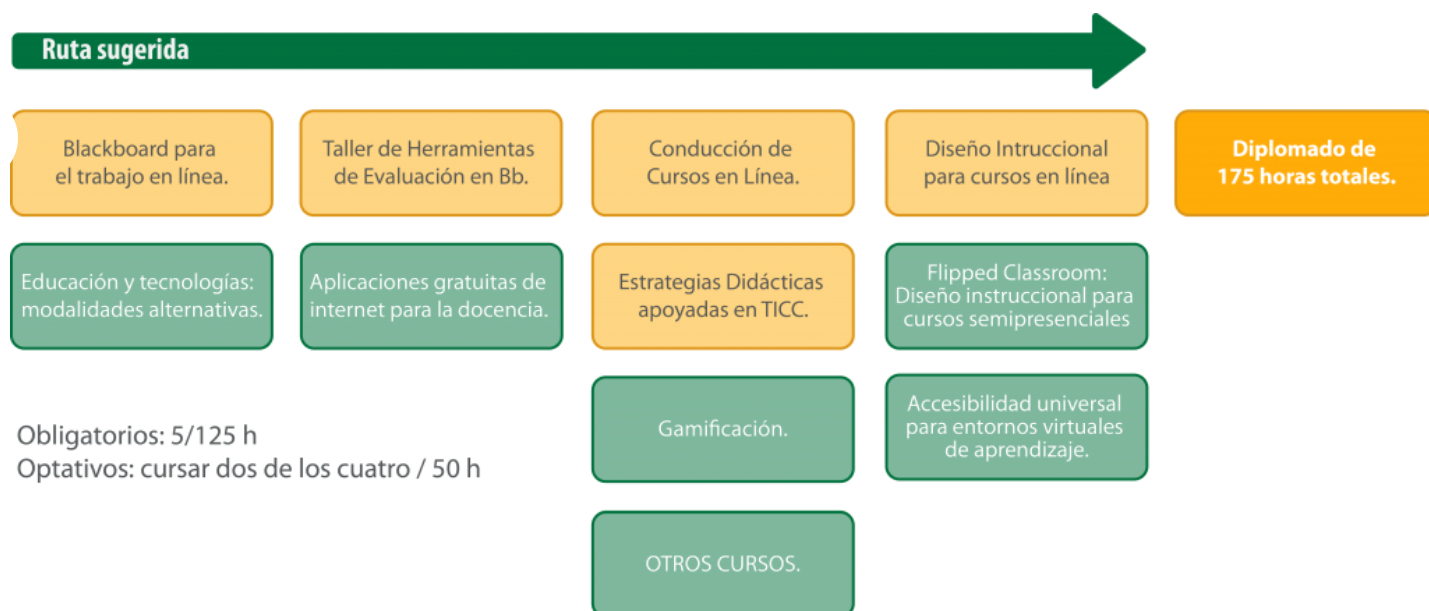 Ruta sugerida
Blackboard para
el trabajo en línea.
Taller de Herramientas
de Evaluación en Bb.
Conducción de
Cursos en Línea.
Diseño Intruccional
para cursos en línea
Diplomado de
175 horas totales.
Educación y tecnologías:
modalidades alternativas.
Aplicaciones gratuitas de
internet para la docencia.
Estrategias Didácticas
apoyadas en TICC.
Flipped Classroom:
Diseño instruccional para
cursos semipresenciales
Gamificación.
Accesibilidad universal
para entornos virtuales
de aprendizaje.
Obligatorios: 5/125 h
Optativos: cursar dos de los cuatro / 50 h
OTROS CURSOS.